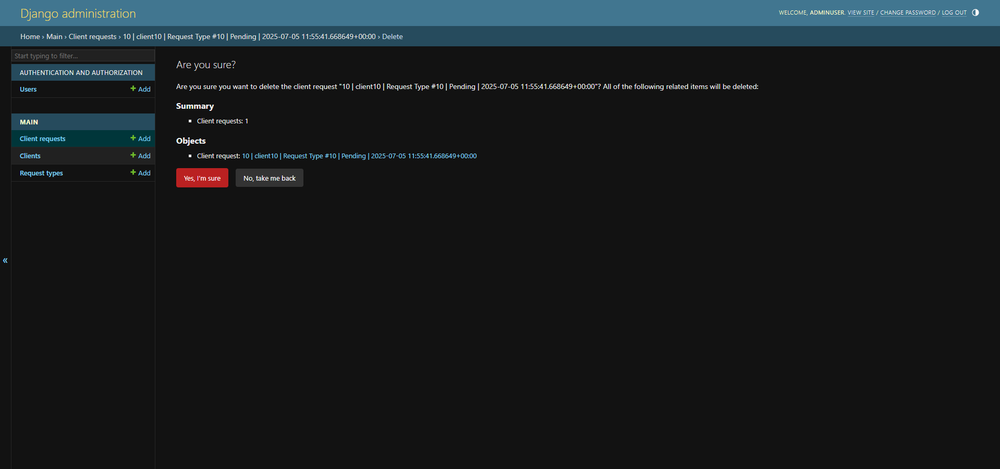 Django administration
WELCOME, ADMINUSER. VIEW SITE / CHANGE PASSWORD / LOG OUT
Home › Main › Client requests › 10 | client10 | Request Type #10 | Pending | 2025-07-05 11:55:41.668649+00:00 › Delete
Start typing to filter...
AUTHENTICATION AND AUTHORIZATION
Users + Add
MAIN
Client requests + Add
Clients + Add
Request types + Add
«
Are you sure?
Are you sure you want to delete the client request "10 | client10 | Request Type #10 | Pending | 2025-07-05 11:55:41.668649+00:00"? All of the following related items will be deleted:
Summary
Client requests: 1
Objects
Client request: 10 | client10 | Request Type #10 | Pending | 2025-07-05 11:55:41.668649+00:00
Yes, I’m sure No, take me back